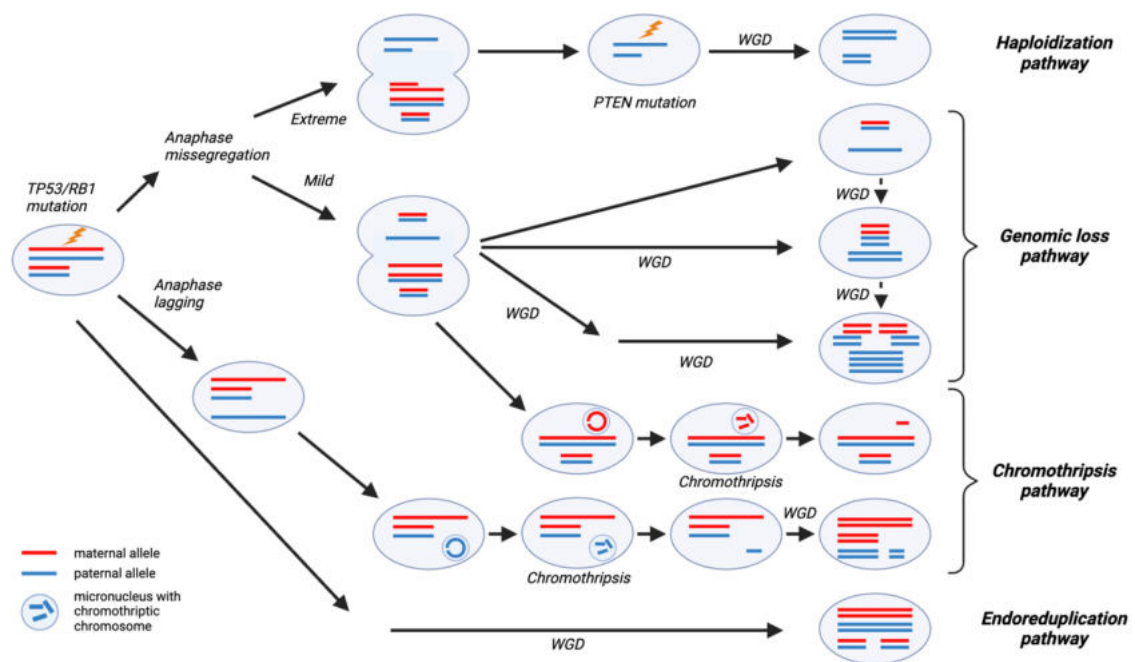 WGD
Haploidization
pathway
PTEN mutation
Extreme
Anaphase
missegregation
Mild
TP53/RB1
mutation
WGD
WGD
Genomic loss
pathway
WGD
Anaphase
lagging
WGD
WGD
Chromothripsis
Chromothripsis
pathway
WGD
Chromothripsis
maternal allele
paternal allele
micronucleus with
chromothriptic
chromosome
WGD
Endoreduplication
pathway